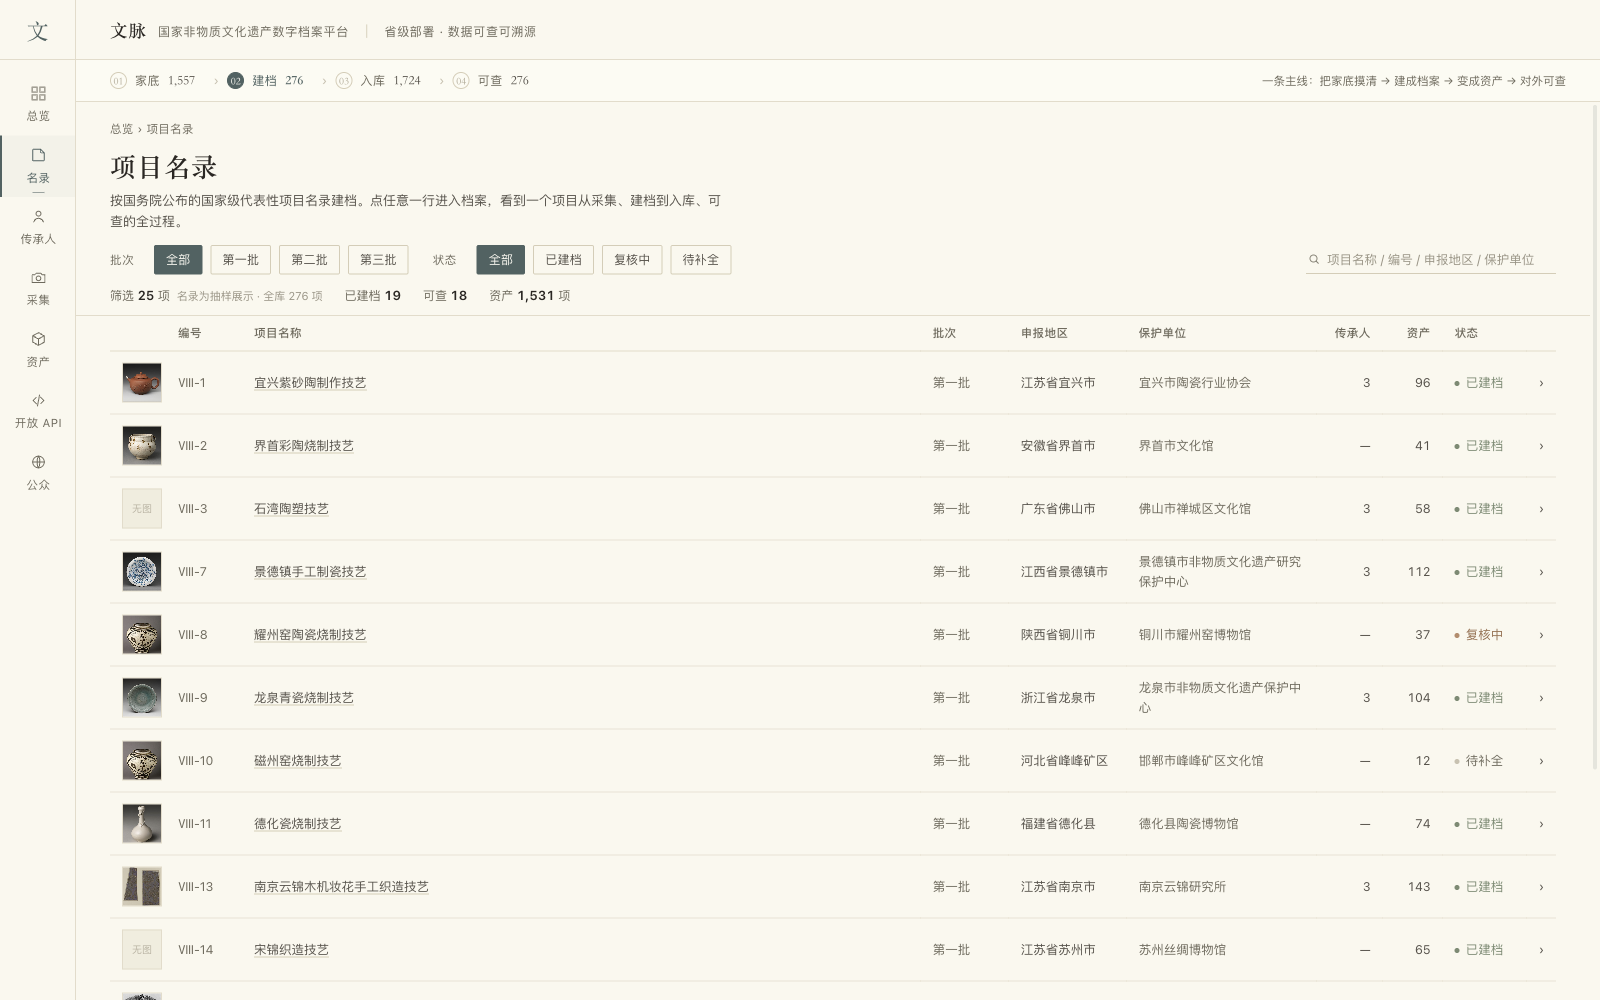 文
文脉 国家非物质文化遗产数字档案平台 省级部署 · 数据可查可溯源
01 家底 1,557 › 02 建档 276 › 03 入库 1,724 › 04 可查 276
一条主线: 把家底摸清 → 建成档案 → 变成资产 → 对外可查
总览
名录
传承人
采集
资产
开放 API
公众
总览 › 项目名录
项目名录
按国务院公布的国家级代表性项目名录建档。点任意一行进入档案，看到一个项目从采集、建档到入库、可
查的全过程。
批次 全部 第一批 第二批 第三批 状态 全部 已建档 复核中 待补全
项目名称 / 编号 / 申报地区 / 保护单位
筛选 25 项 名录为抽样展示 · 全库 276 项 已建档 19 可查 18 资产 1,531 项
编号 项目名称 批次 申报地区 保护单位 传承人 资产 状态
VIII-1 宜兴紫砂陶制作技艺 第一批 江苏省宜兴市 宜兴市陶瓷行业协会 3 96 已建档 ›
VIII-2 界首彩陶烧制技艺 第一批 安徽省界首市 界首市文化馆 — 41 已建档 ›
无图 VIII-3 石湾陶塑技艺 第一批 广东省佛山市 佛山市禅城区文化馆 3 58 已建档 ›
VIII-7 景德镇手工制瓷技艺 第一批 江西省景德镇市 景德镇市非物质文化遗产研究
保护中心 3 112 已建档 ›
VIII-8 耀州窑陶瓷烧制技艺 第一批 陕西省铜川市 铜川市耀州窑博物馆 — 37 复核中 ›
VIII-9 龙泉青瓷烧制技艺 第一批 浙江省龙泉市 龙泉市非物质文化遗产保护中
心 3 104 已建档 ›
VIII-10 磁州窑烧制技艺 第一批 河北省峰峰矿区 邯郸市峰峰矿区文化馆 — 12 待补全 ›
VIII-11 德化瓷烧制技艺 第一批 福建省德化县 德化县陶瓷博物馆 — 74 已建档 ›
VIII-13 南京云锦木机妆花手工织造技艺 第一批 江苏省南京市 南京云锦研究所 3 143 已建档 ›
无图 VIII-14 宋锦织造技艺 第一批 江苏省苏州市 苏州丝绸博物馆 — 65 已建档 ›